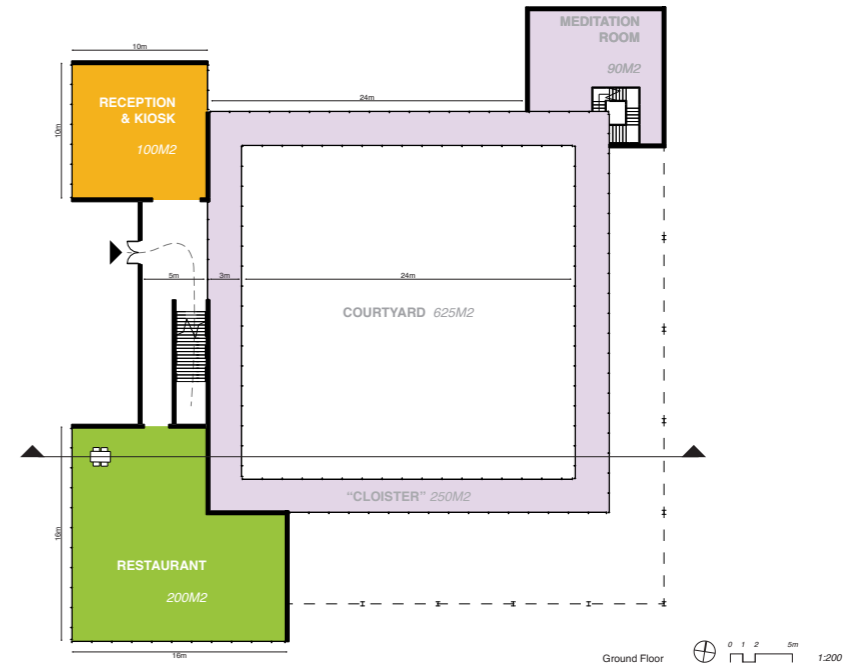 MEDITATION
ROOM
90M2
10m
RECEPTION
& KIOSK
100M2
10m
24m
5m
3m
24m
COURTYARD 625M2
"CLOISTER" 250M2
RESTAURANT
200M2
16m
16m
Ground Floor
0 1 2 5m
1:200